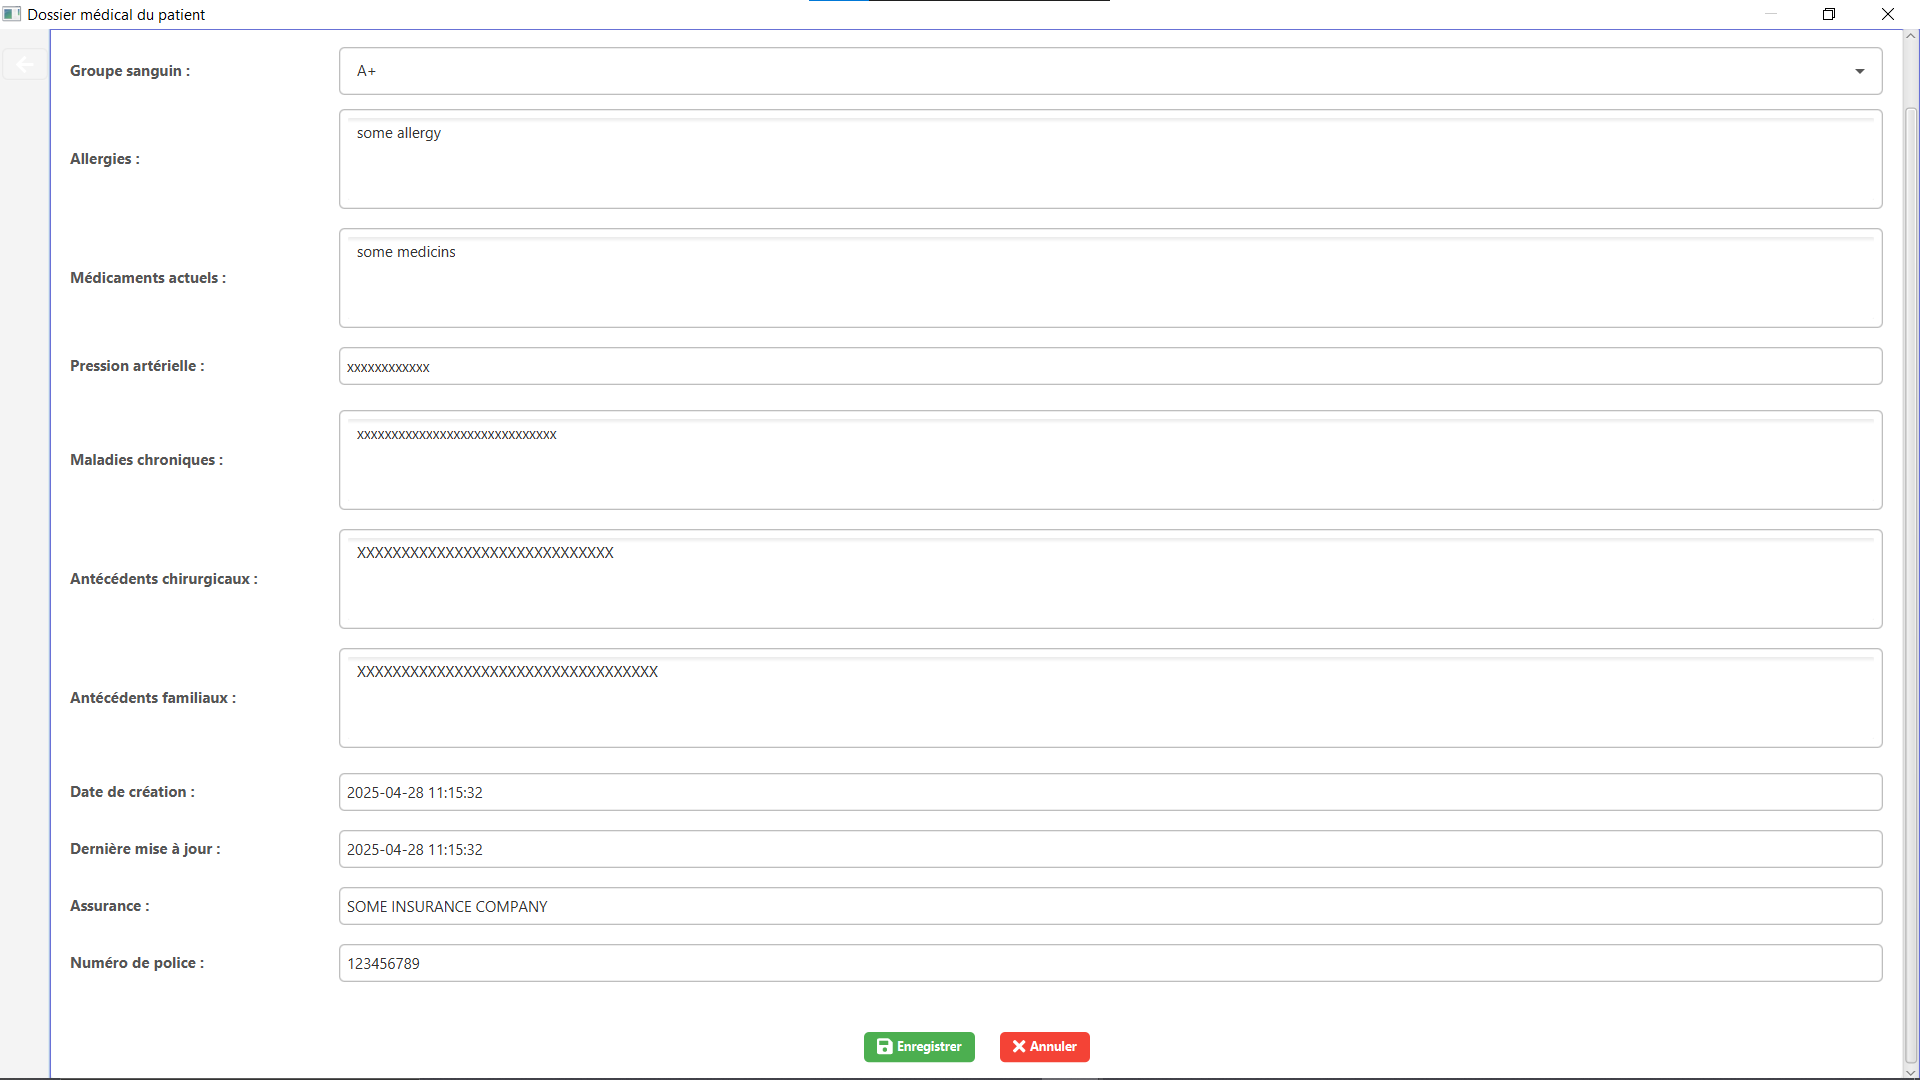 Dossier médical du patient
Groupe sanguin : A+
Allergies : some allergy
Médicaments actuels : some medicins
Pression artérielle : xxxxxxxxxxxx
Maladies chroniques : xxxxxxxxxxxxxxxxxxxxxxxxxxxxx
Antécédents chirurgicaux : XXXXXXXXXXXXXXXXXXXXXXXXXXXXX
Antécédents familiaux : XXXXXXXXXXXXXXXXXXXXXXXXXXXXXXXXXX
Date de création : 2025-04-28 11:15:32
Dernière mise à jour : 2025-04-28 11:15:32
Assurance : SOME INSURANCE COMPANY
Numéro de police : 123456789
Enregistrer Annuler